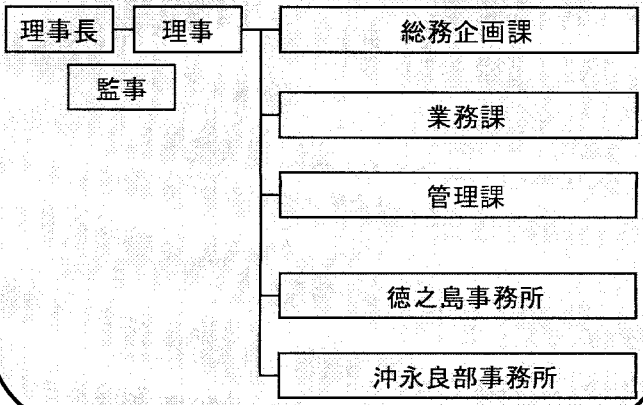 理事長
理事
総務企画課
監事
業務課
管理課
徳之島事務所
沖永良部事務所